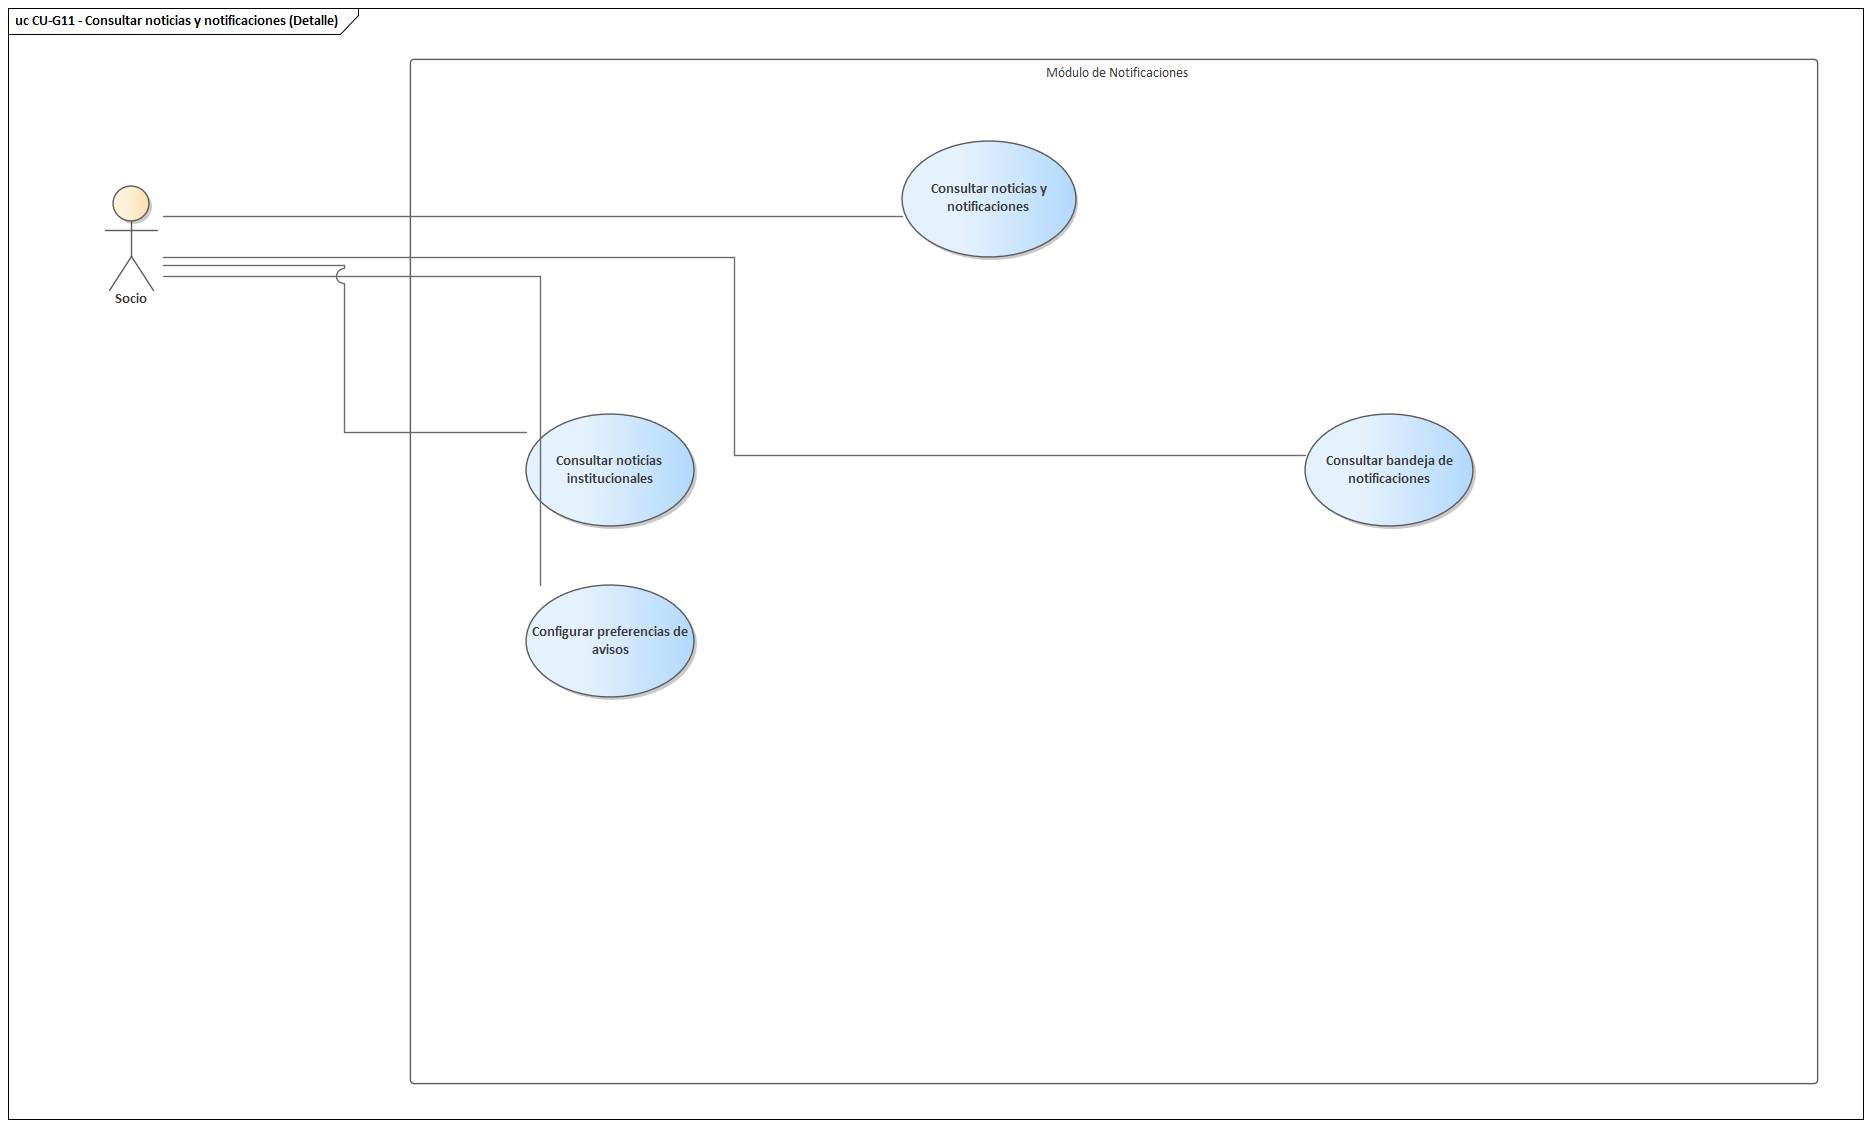 uc CU-G11 - Consultar noticias y notificaciones (Detalle)
Módulo de Notificaciones
Consultar noticias y
notificaciones
Socio
Consultar noticias
institucionales
Consultar bandeja de
notificaciones
Configurar preferencias de
avisos